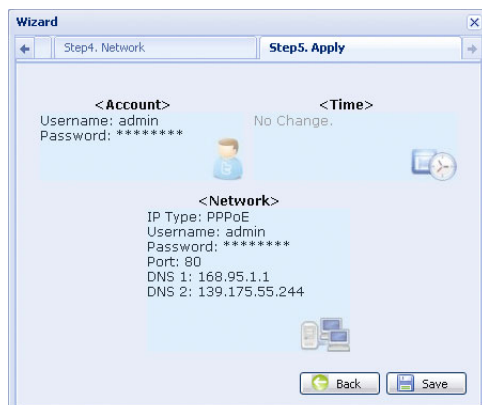 Wizard
Step4. Network
Step5. Apply
<Account>
Username: admin
Password: ********
<Time>
No Change.
<Network>
IP Type: PPPoE
Username: admin
Password: ********
Port: 80
DNS 1: 168.95.1.1
DNS 2: 139.175.55.244
Back
Save